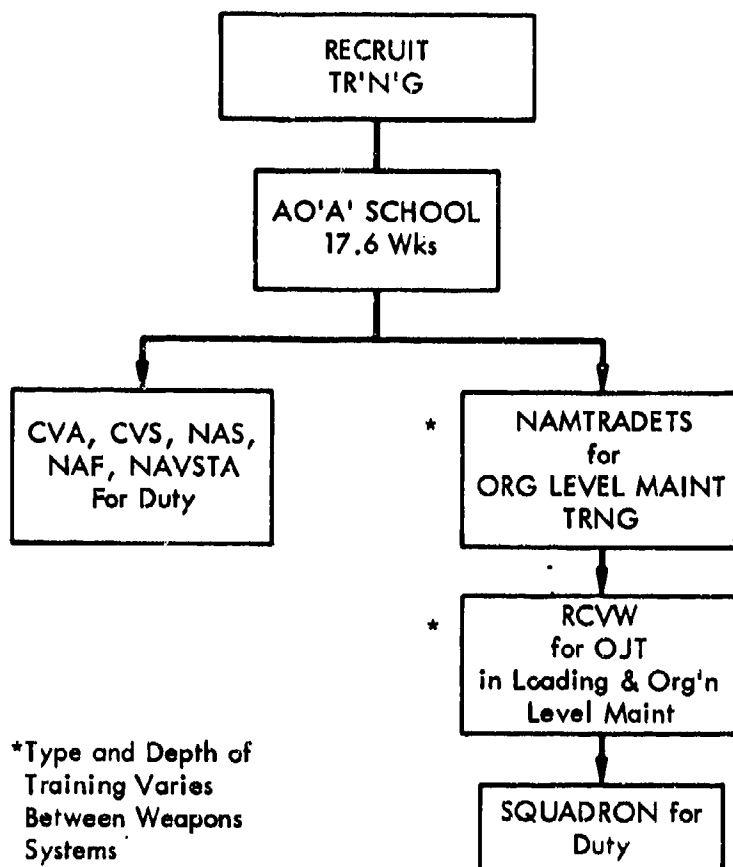 RECRUIT
TR'N'G
AO'A' SCHOOL
17.6 Wks
CVA, CVS, NAS,
NAF, NAVSTA
For Duty
* NAMTRADETS
for
ORG LEVEL MAINT
TRNG
* RCVW
for OJT
in Loading & Org'n
Level Maint
*Type and Depth of
Training Varies
Between Weapons
Systems
SQUADRON for
Duty